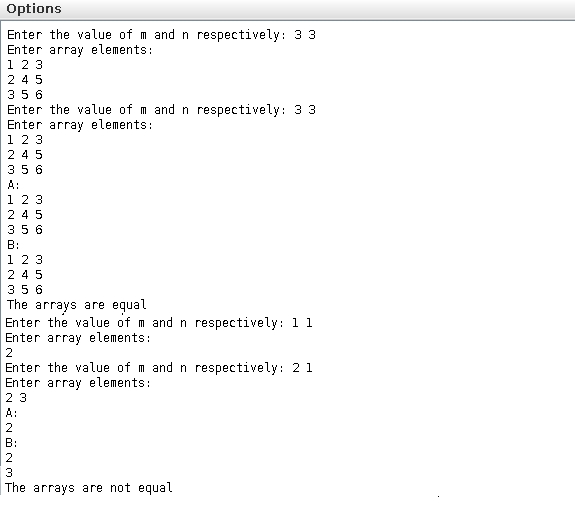 Options
Enter the value of m and n respectively: 3 3
Enter array elements:
1 2 3
2 4 5
3 5 6
Enter the value of m and n respectively: 3 3
Enter array elements:
1 2 3
2 4 5
3 5 6
A:
1 2 3
2 4 5
3 5 6
B:
1 2 3
2 4 5
3 5 6
The arrays are equal
Enter the value of m and n respectively: 1 1
Enter array elements:
2
Enter the value of m and n respectively: 2 1
Enter array elements:
2 3
A:
2
B:
2
3
The arrays are not equal